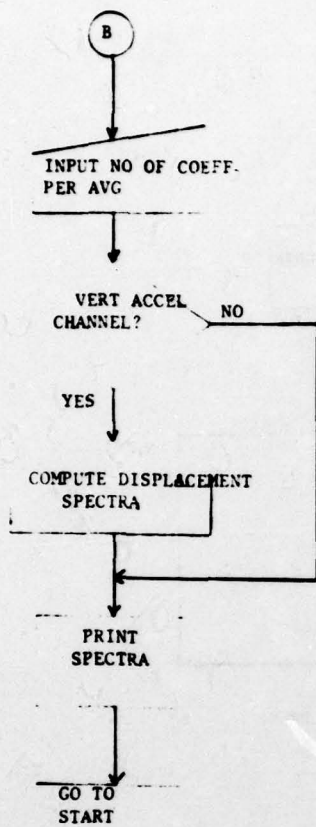 B
INPUT NO OF COEFF.
PER AVG
VERT ACCEL
CHANNEL?
NO
YES
COMPUTE DISPLACEMENT
SPECTRA
PRINT
SPECTRA
GO TO
START